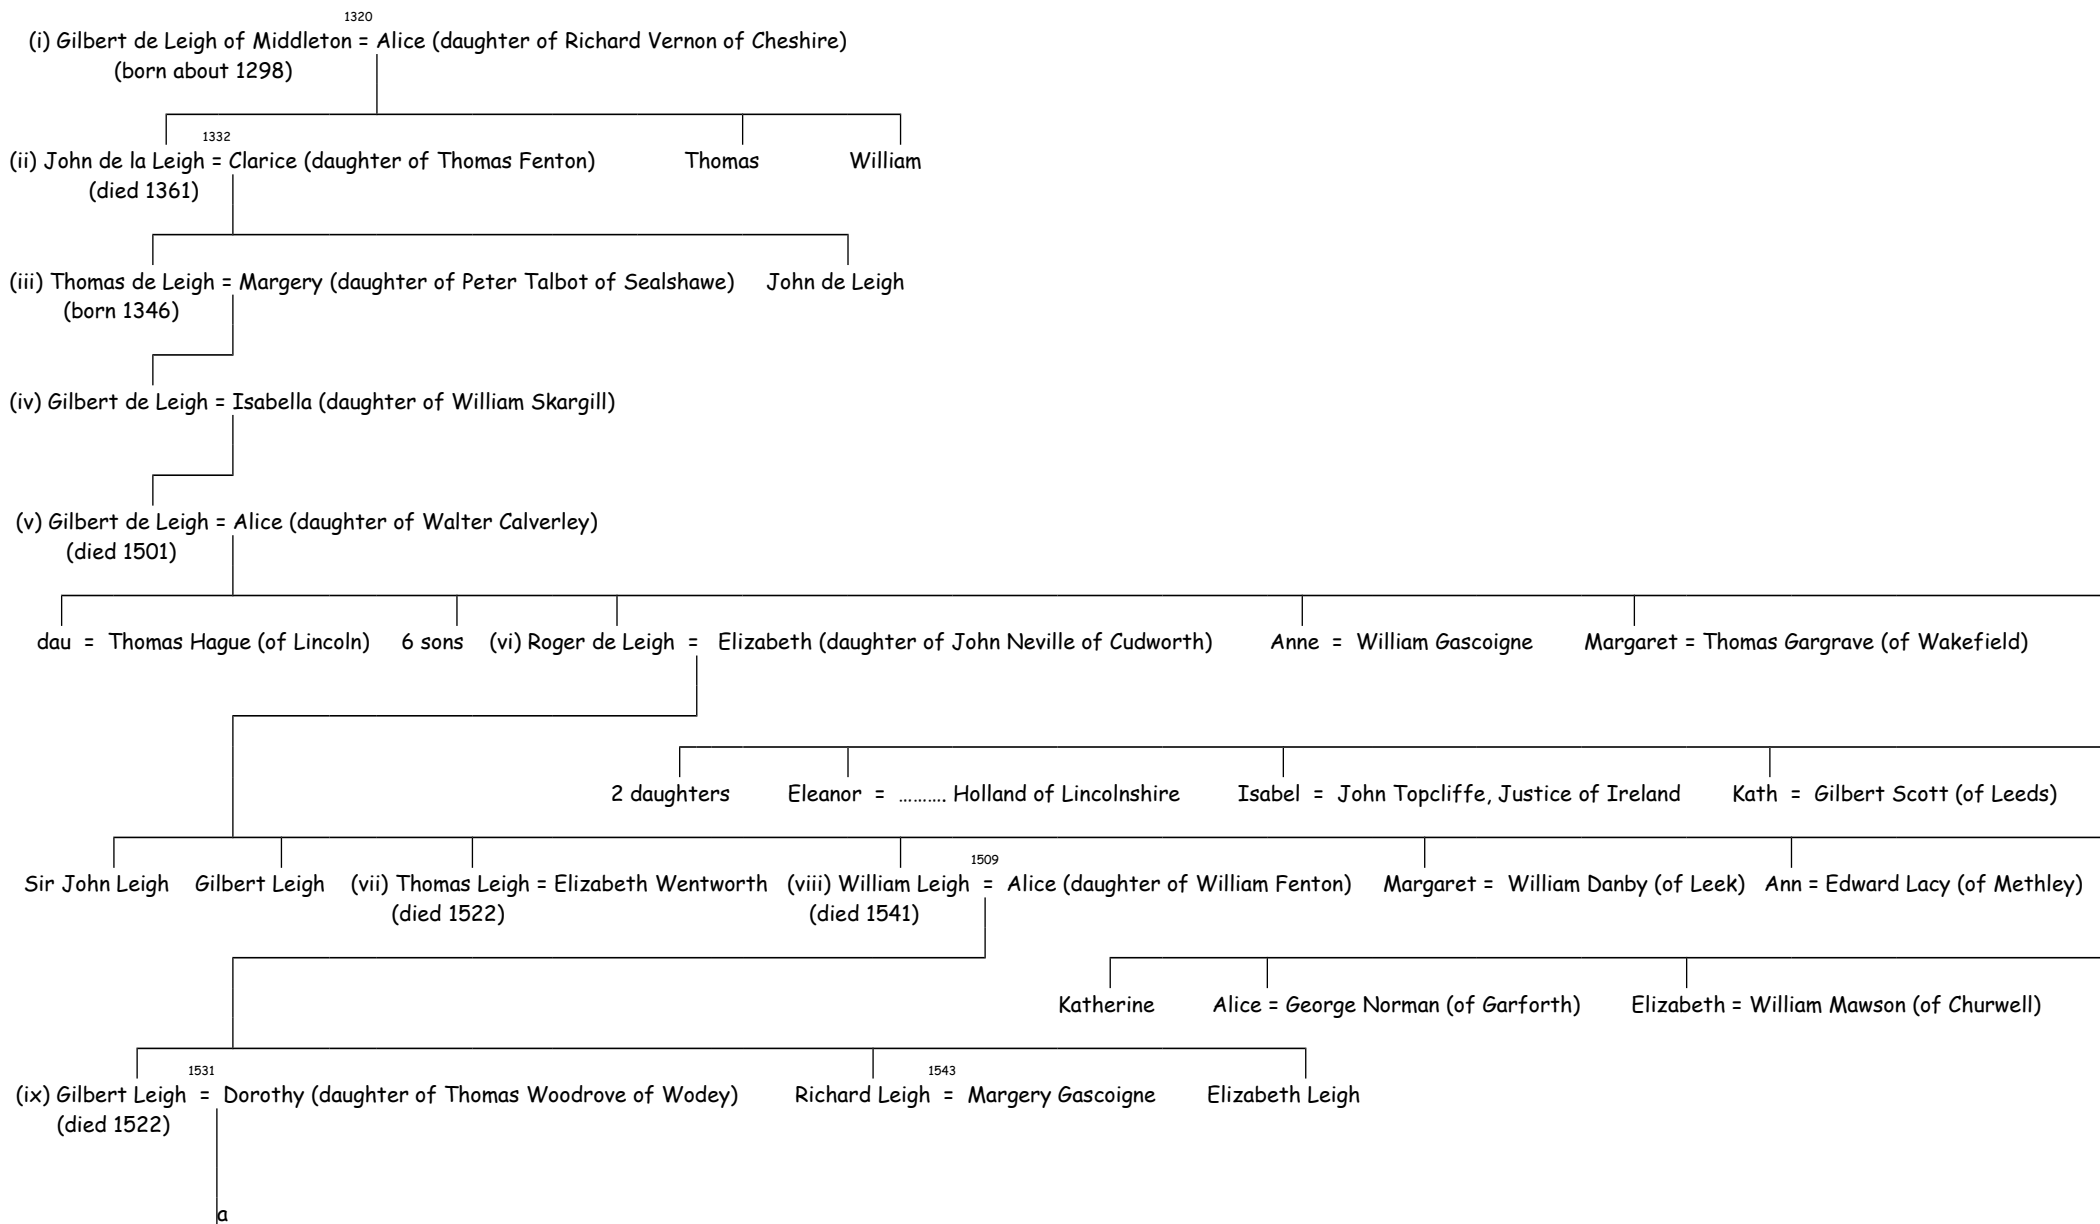 1320
(i) Gilbert de Leigh of Middleton = Alice (daughter of Richard Vernon of Cheshire)
(born about 1298)
1332
(ii) John de la Leigh = Clarice (daughter of Thomas Fenton) Thomas William
(died 1361)
(iii) Thomas de Leigh = Margery (daughter of Peter Talbot of Sealshawe) John de Leigh
(born 1346)
(iv) Gilbert de Leigh = Isabella (daughter of William Skargill)
(v) Gilbert de Leigh = Alice (daughter of Walter Calverley)
(died 1501)
dau = Thomas Hague (of Lincoln) 6 sons (vi) Roger de Leigh = Elizabeth (daughter of John Neville of Cudworth) Anne = William Gascoigne Margaret = Thomas Gargrave (of Wakefield)
2 daughters Eleanor = .......... Holland of Lincolnshire Isabel = John Topcliffe, Justice of Ireland Kath = Gilbert Scott (of Leeds)
1509
Sir John Leigh Gilbert Leigh (vii) Thomas Leigh = Elizabeth Wentworth (viii) William Leigh = Alice (daughter of William Fenton) Margaret = William Danby (of Leek) Ann = Edward Lacy (of Methley)
(died 1522) (died 1541)
Katherine Alice = George Norman (of Garforth) Elizabeth = William Mawson (of Churwell)
1531 1543
(ix) Gilbert Leigh = Dorothy (daughter of Thomas Woodrove of Wodey) Richard Leigh = Margery Gascoigne Elizabeth Leigh
(died 1522)
a